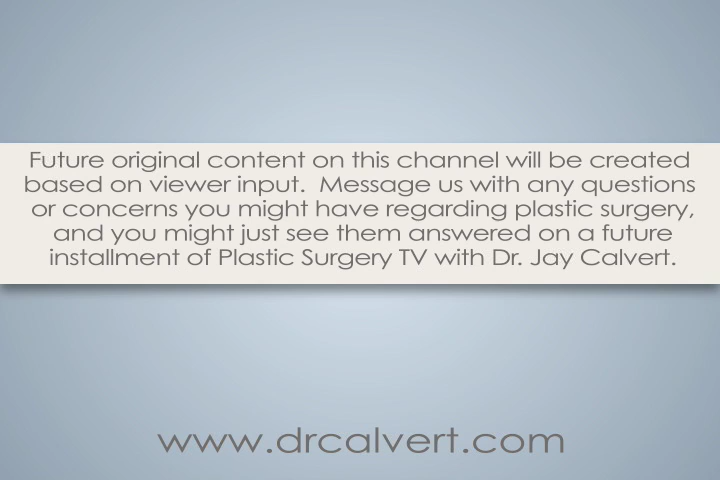 Future original content on this channel will be created
based on viewer input.  Message us with any questions
or concerns you might have regarding plastic surgery,
and you might just see them answered on a future
installment of Plastic Surgery TV with Dr. Jay Calvert.
www.drcalvert.com